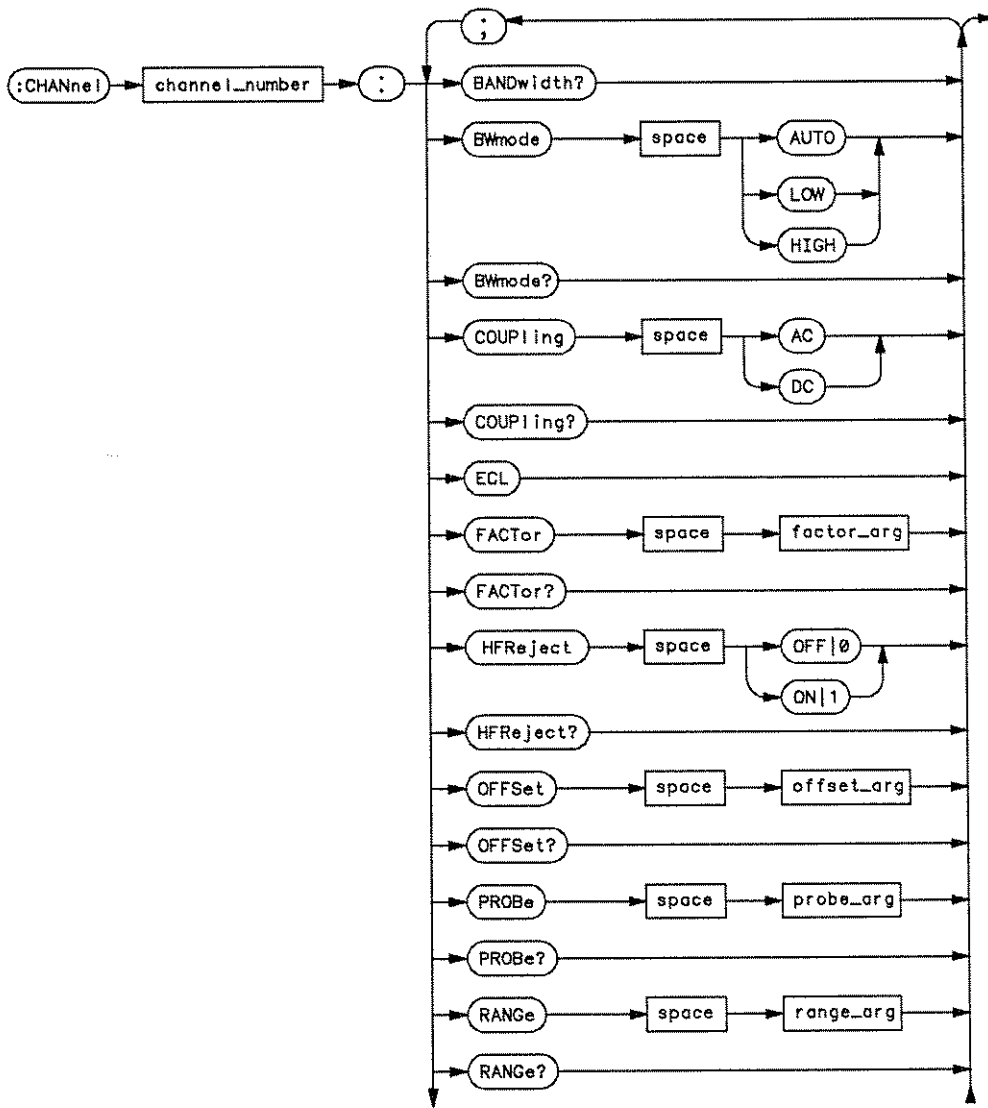 ;
:CHANnel channel_number : BANDwidth?
BWmode space AUTO
LOW
HIGH
BWmode?
COUPling space AC
DC
COUPling?
ECL
FACTor space factor_arg
FACTor?
HFReject space OFF|0
ON|1
HFReject?
OFFSet space offset_arg
OFFSet?
PROBe space probe_arg
PROBe?
RANGe space range_arg
RANGe?